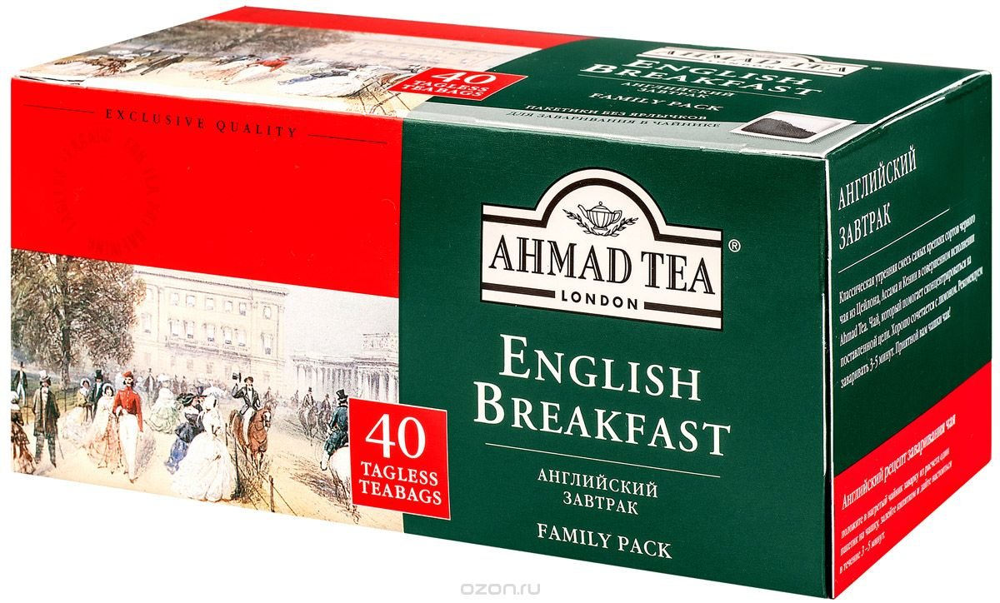 AHMAD TEA
ENGLISH
BREAKFAST
АНГЛИЙСКИЙ
ЗАВТРАК
FAMILY PACK
ПАКЕТИКИ БЕЗ ЯРЛЫЧКОВ
ДЛЯ ЗАВАРИВАНИЯ В ЧАЙНИКЕ
40
TAGLESS
TEABAGS
EXCLUSIVE QUALITY
AHMAD TEA ®
LONDON
ENGLISH
BREAKFAST
АНГЛИЙСКИЙ
ЗАВТРАК
FAMILY PACK
40
TAGLESS
TEABAGS
АНГЛИЙСКИЙ
ЗАВТРАК
Классическая утренняя смесь самых крепких сортов черного
чая из Цейлона, Ассама и Кении в совершенном исполнении
Ahmad Tea. Чай, который помогает сконцентрироваться на
поставленной цели. Хорошо сочетается с лимоном. Рекомендуем
заваривать 3-5 минут. Приятной вам чашки чая!
Английский рецепт заваривания чая
положите в нагретый чайник заварку из расчета один
пакетик на чашку, залейте кипятком и дайте настояться
в течение 3-5 минут.
ozon.ru